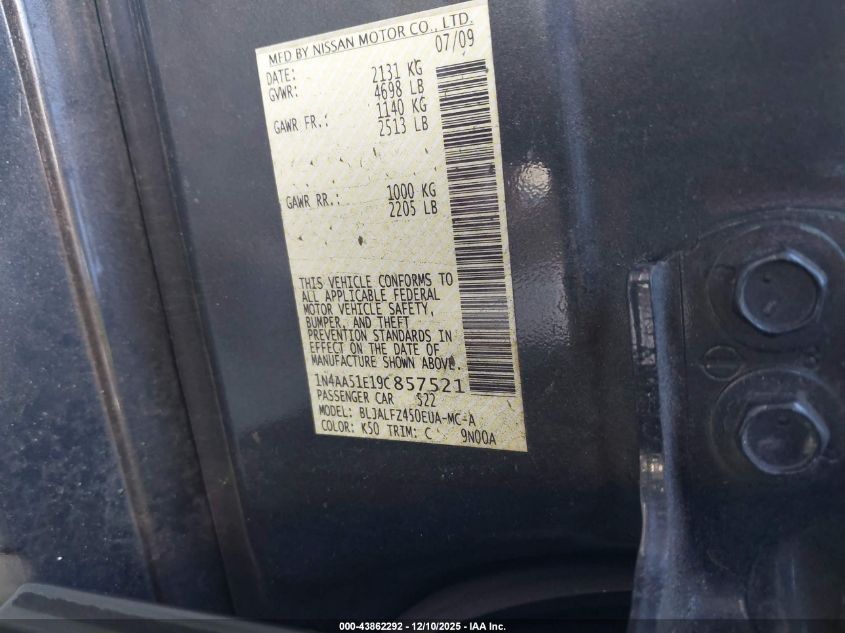 MFD BY NISSAN MOTOR CO., LTD.
DATE: 07/09
GVWR: 2131 KG
4698 LB
GAWR FR.: 1140 KG
2513 LB
GAWR RR.: 1000 KG
2205 LB
THIS VEHICLE CONFORMS TO
ALL APPLICABLE FEDERAL
MOTOR VEHICLE SAFETY,
BUMPER, AND THEFT
PREVENTION STANDARDS IN
EFFECT ON THE DATE OF
MANUFACTURE SHOWN ABOVE.
1N4AA51E19C857521
PASSENGER CAR S22
MODEL: BLJALFZ450EUA-MC-A
COLOR: K50 TRIM: C 9N00A
000-43862292 - 12/10/2025 - IAA Inc.